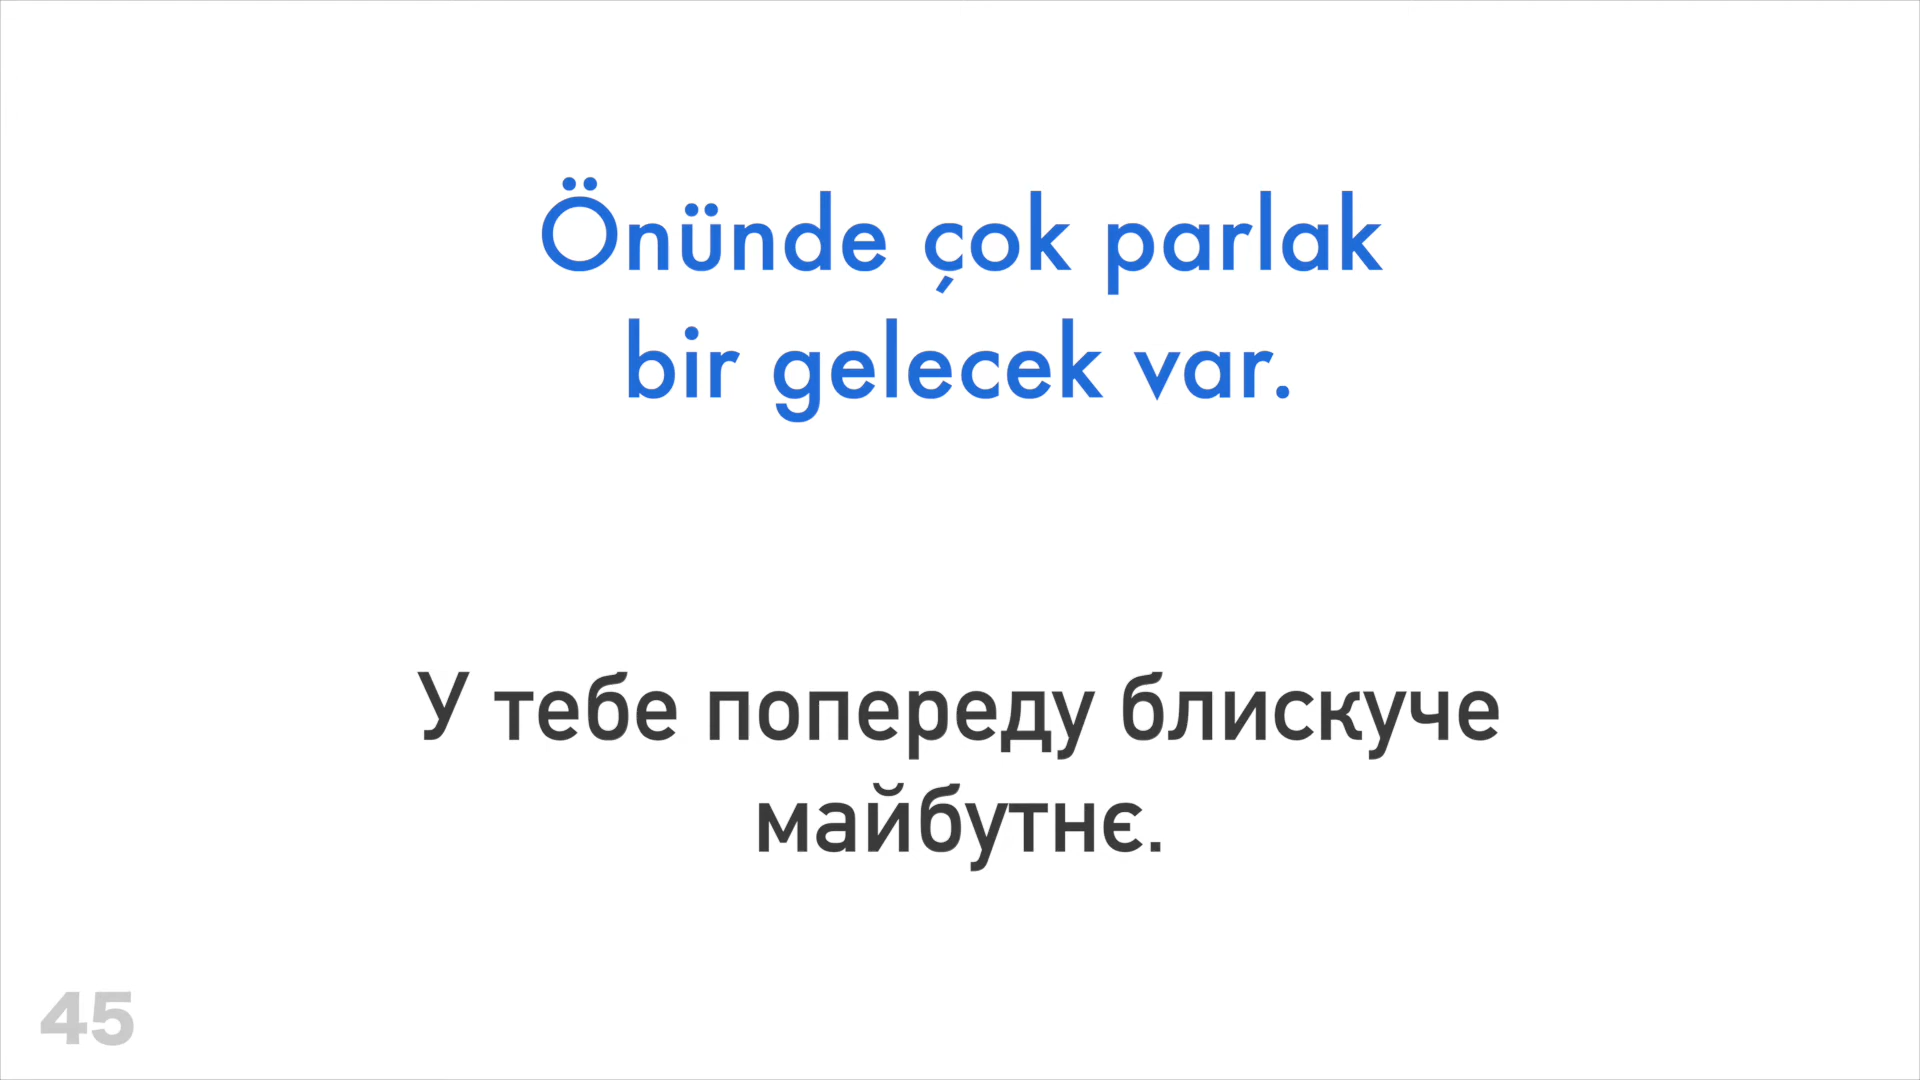 Önünde çok parlak
bir gelecek var.
У тебе попереду блискуче
майбутнє.
45